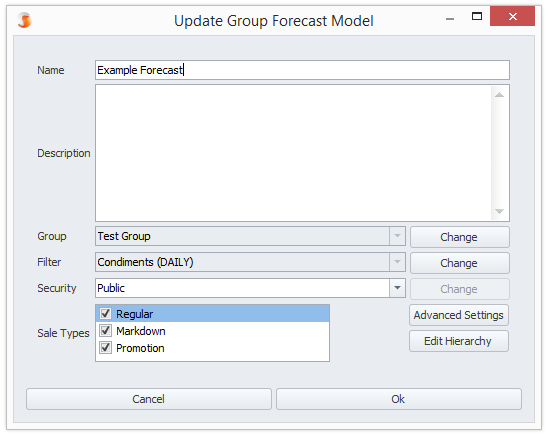 Update Group Forecast Model
Name Example Forecast
Description
Group Test Group Change
Filter Condiments (DAILY) Change
Security Public Change
Sale Types
Regular
Markdown
Promotion
Advanced Settings
Edit Hierarchy
Cancel Ok